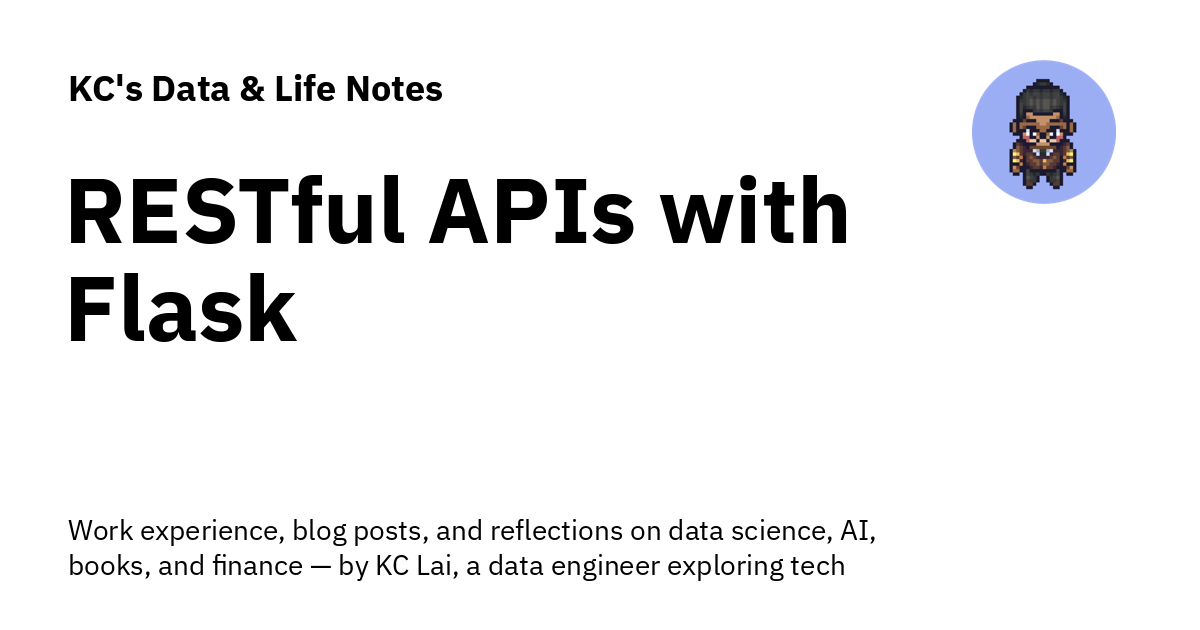 KC's Data & Life Notes
RESTful APIs with
Flask
Work experience, blog posts, and reflections on data science, AI,
books, and finance — by KC Lai, a data engineer exploring tech